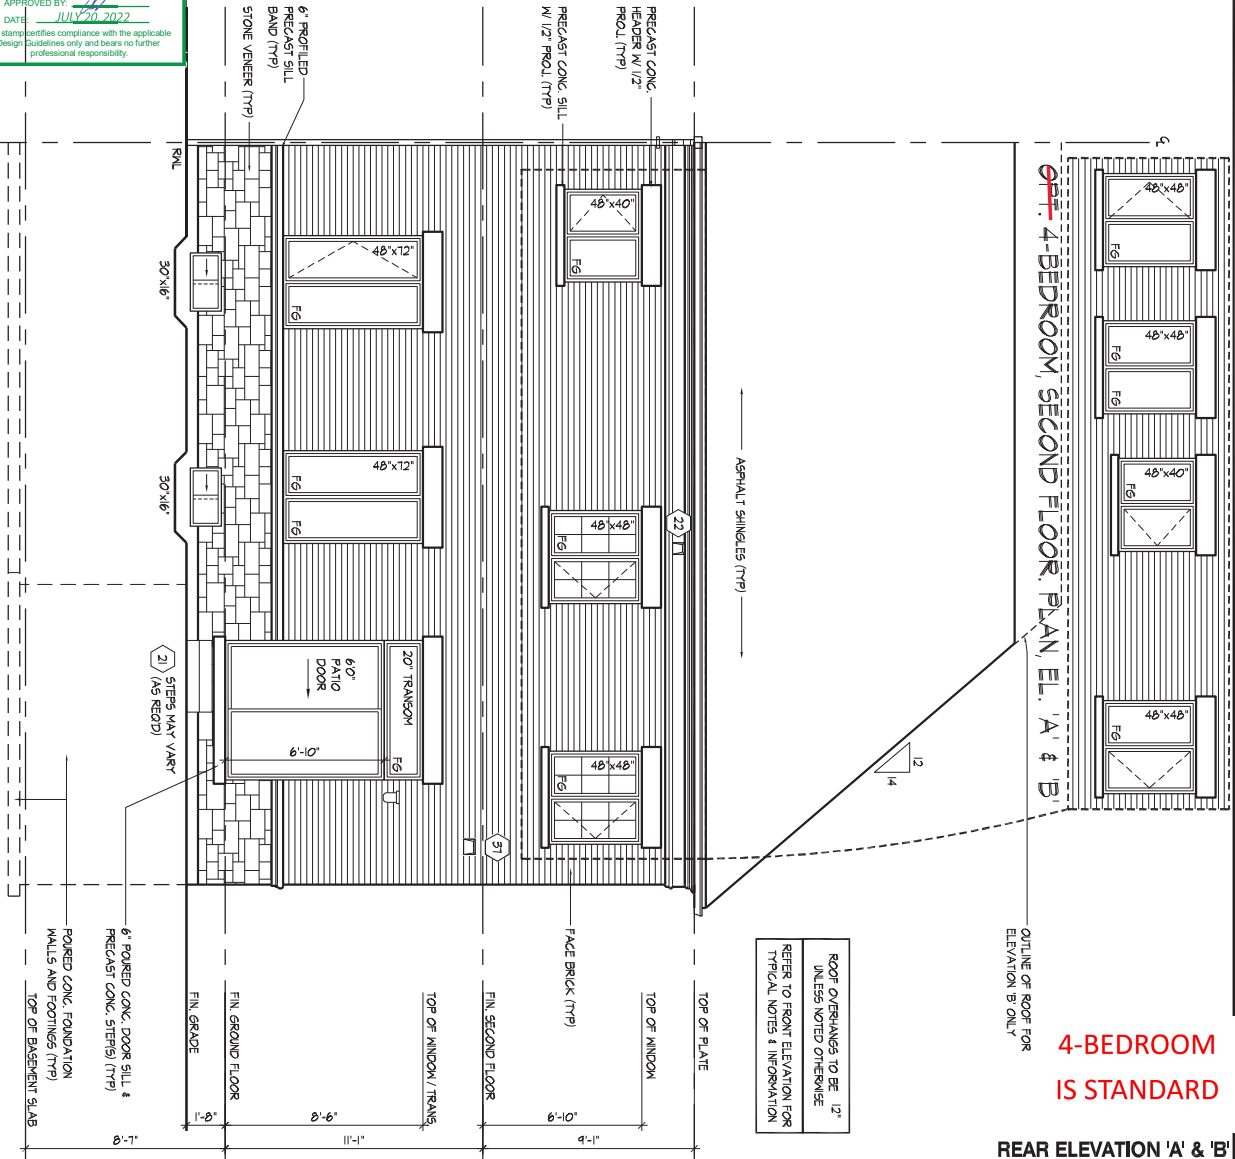 APPROVED BY:
DATE: JULY 20, 2022
stamp certifies compliance with the applicable
Design Guidelines only and bears no further
professional responsibility.
6" PROFILED
PRECAST SILL
BAND (TYP)
STONE VENEER (TYP)
PRECAST CONC. SILL
W/ 1/2" PROJ. (TYP)
PRECAST CONC.
HEADER W/ 1/2"
PROJ. (TYP)
RWL
30"x16"
30"x16"
48"x72"
FG
48"x72"
FG
FG
48"x40"
FG
48"x48"
FG
48"x48"
FG
22
37
21
STEPS MAY VARY
(AS REQ'D)
20" TRANSOM
FG
6'0"
PATIO
DOOR
6'-10"
ASPHALT SHINGLES (TYP)
12
14
48"x48"
FG
48"x48"
FG
FG
48"x40"
FG
48"x48"
FG
OPT. 4-BEDROOM, SECOND FLOOR. PLAN, EL. 'A' & 'B'
OUTLINE OF ROOF FOR
ELEVATION 'B' ONLY
ROOF OVERHANGS TO BE 12"
UNLESS NOTED OTHERWISE
REFER TO FRONT ELEVATION FOR
TYPICAL NOTES & INFORMATION
FACE BRICK (TYP)
6" POURED CONC. DOOR SILL &
PRECAST CONC. STEP(S) (TYP)
POURED CONC. FOUNDATION
WALLS AND FOOTINGS (TYP)
TOP OF PLATE
TOP OF WINDOW
FIN. SECOND FLOOR
TOP OF WINDOW / TRANS.
FIN. GROUND FLOOR
FIN. GRADE
TOP OF BASEMENT SLAB
6'-10"
9'-1"
8'-6"
11'-1"
1'-8"
8'-7"
4-BEDROOM
IS STANDARD
REAR ELEVATION 'A' & 'B'